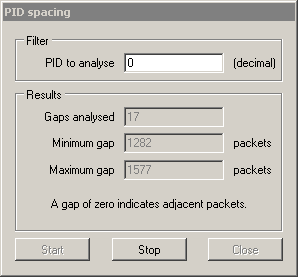 PID spacing
Filter
PID to analyse 0 (decimal)
Results
Gaps analysed 17
Minimum gap 1282 packets
Maximum gap 1577 packets
A gap of zero indicates adjacent packets.
Start Stop Close